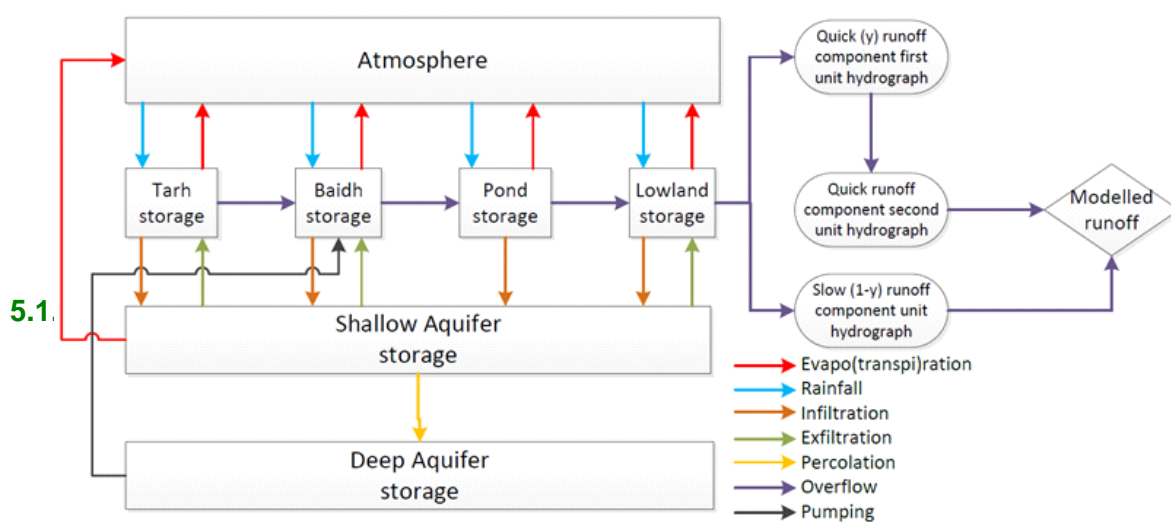 Atmosphere
Quick (y) runoff
component first
unit hydrograph
Tarh
storage
Baidh
storage
Pond
storage
Lowland
storage
Quick runoff
component second
unit hydrograph
Modelled
runoff
5.1.
Shallow Aquifer
storage
Slow (1-y) runoff
component unit
hydrograph
Deep Aquifer
storage
Evapo(transpi)ration
Rainfall
Infiltration
Exfiltration
Percolation
Overflow
Pumping